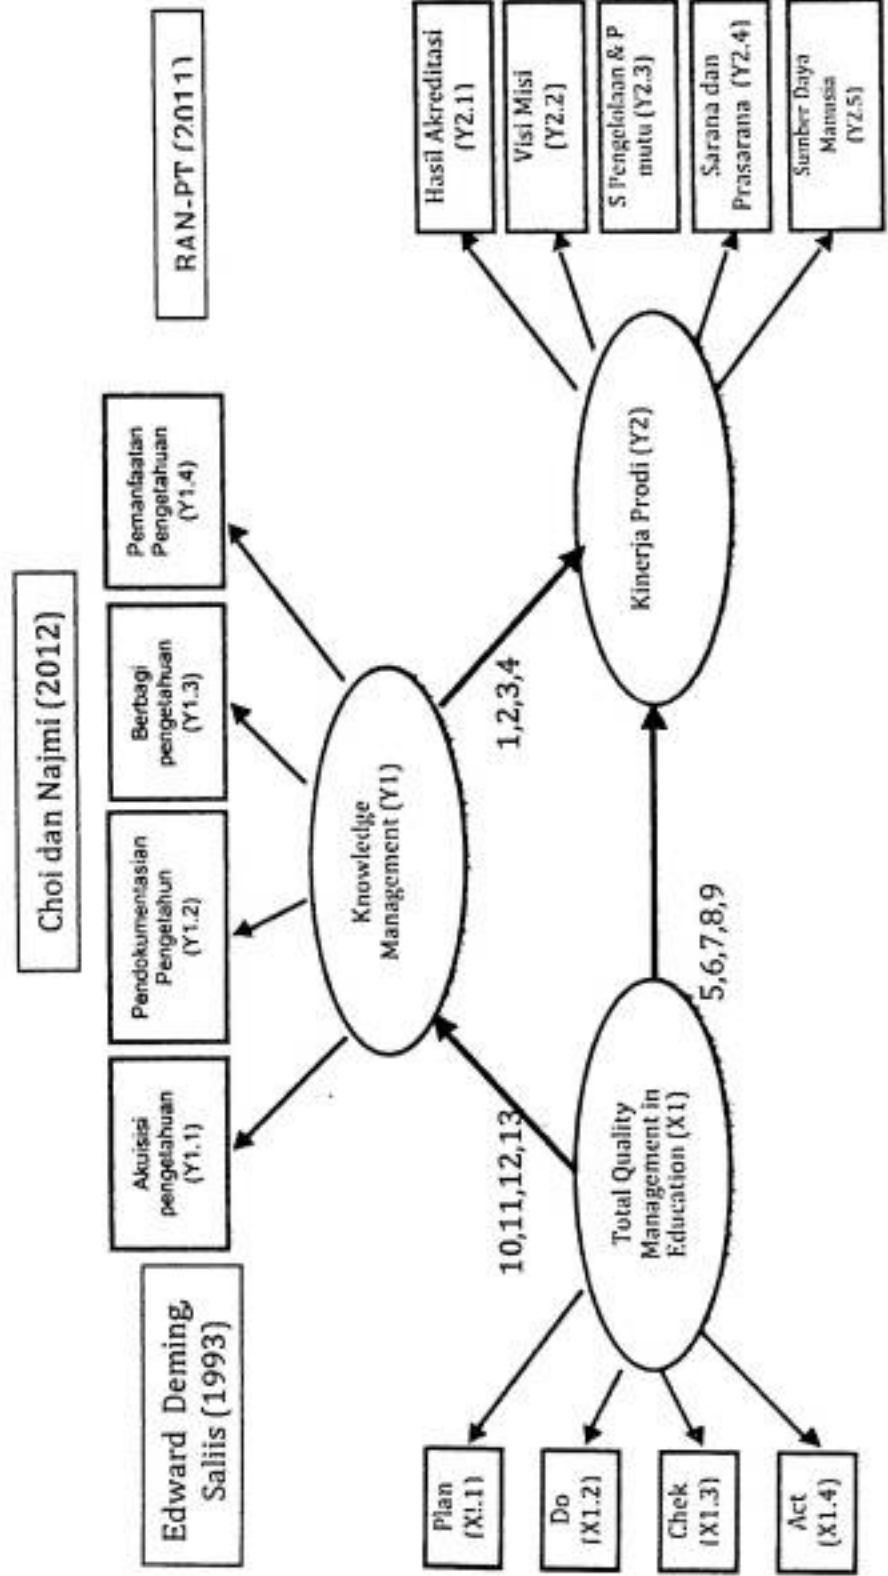 Choi dan Najmi (2012)
Edward Deming,
Saliis (1993)
RAN-PT (2011)
Akuisisi
pengetahuan
(Y1.1)
Pendokumentasian
Pengetahun
(Y1.2)
Berbagi
pengetahuan
(Y1.3)
Pemanfaatan
Pengetahuan
(Y1.4)
Knowledge
Management (Y1)
10,11,12,13
1,2,3,4
Plan
(X!.1)
Do
(X1.2)
Chek
(X1.3)
Act
(X1.4)
Total Quality
Management in
Education (X1)
5,6,7,8,9
Kinerja Prodi (Y2)
Hasil Akreditasi
(Y2.1)
Visi Misi
(Y2.2)
S Pengelolaan & P
mutu (Y2.3)
Sarana dan
Prasarana (Y2.4)
Sumber Daya
Manusia
(Y2.5)